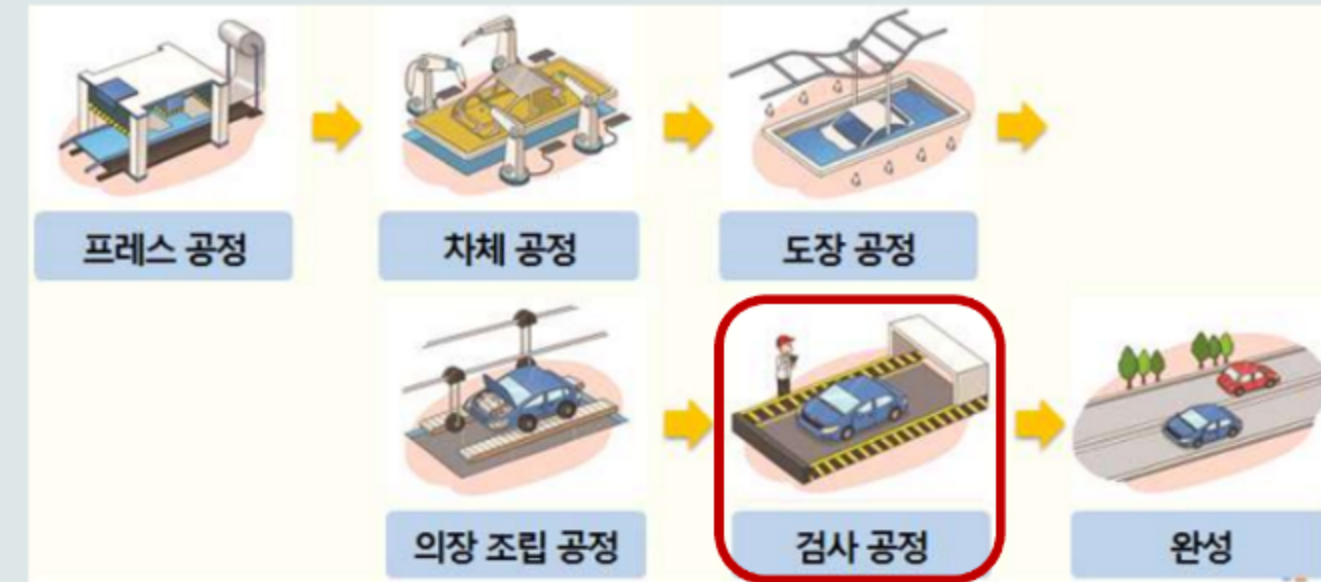 프레스 공정
차체 공정
도장 공정
의장 조립 공정
검사 공정
완성